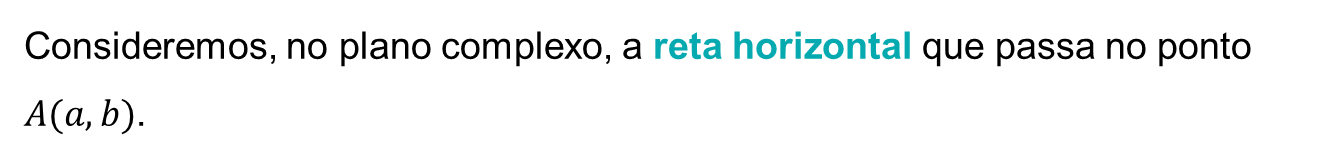 Consideremos, no plano complexo, a reta horizontal que passa no ponto
A(a, b).